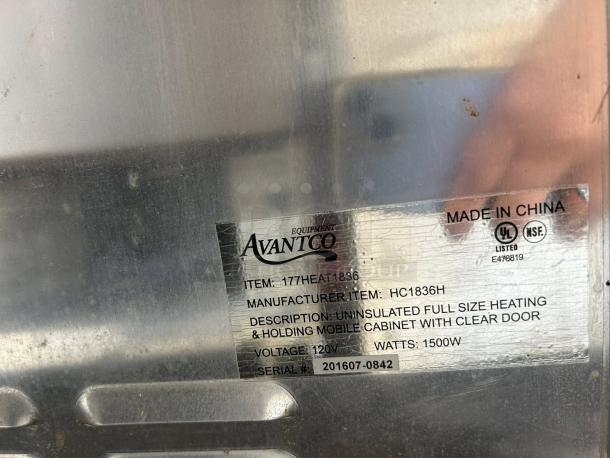 MADE IN CHINA
EQUIPMENT
AVANTCO
UL
LISTED
NSF.
E476819
ITEM: 177HEAT1836
MANUFACTURER ITEM: HC1836H
DESCRIPTION: UNINSULATED FULL SIZE HEATING
& HOLDING MOBILE CABINET WITH CLEAR DOOR
VOLTAGE: 120V WATTS: 1500W
SERIAL #: 201607-0842